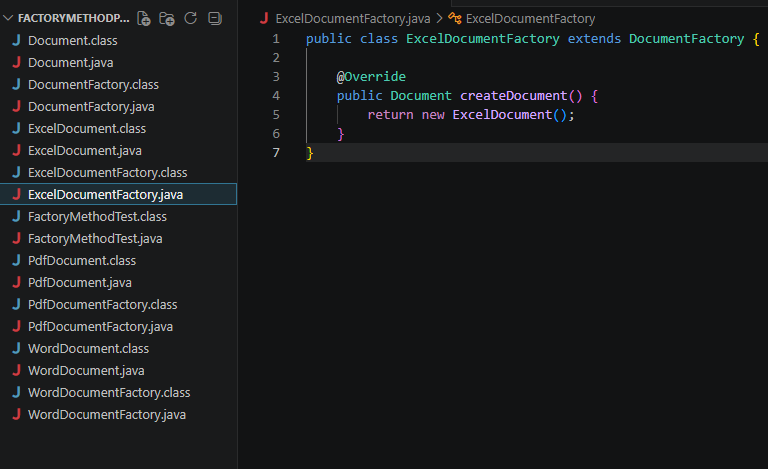 FACTORYMETHODP...
Document.class
Document.java
DocumentFactory.class
DocumentFactory.java
ExcelDocument.class
ExcelDocument.java
ExcelDocumentFactory.class
ExcelDocumentFactory.java
FactoryMethodTest.class
FactoryMethodTest.java
PdfDocument.class
PdfDocument.java
PdfDocumentFactory.class
PdfDocumentFactory.java
WordDocument.class
WordDocument.java
WordDocumentFactory.class
WordDocumentFactory.java
ExcelDocumentFactory.java > ExcelDocumentFactory
1 public class ExcelDocumentFactory extends DocumentFactory {
2
3     @Override
4     public Document createDocument() {
5         return new ExcelDocument();
6     }
7 }